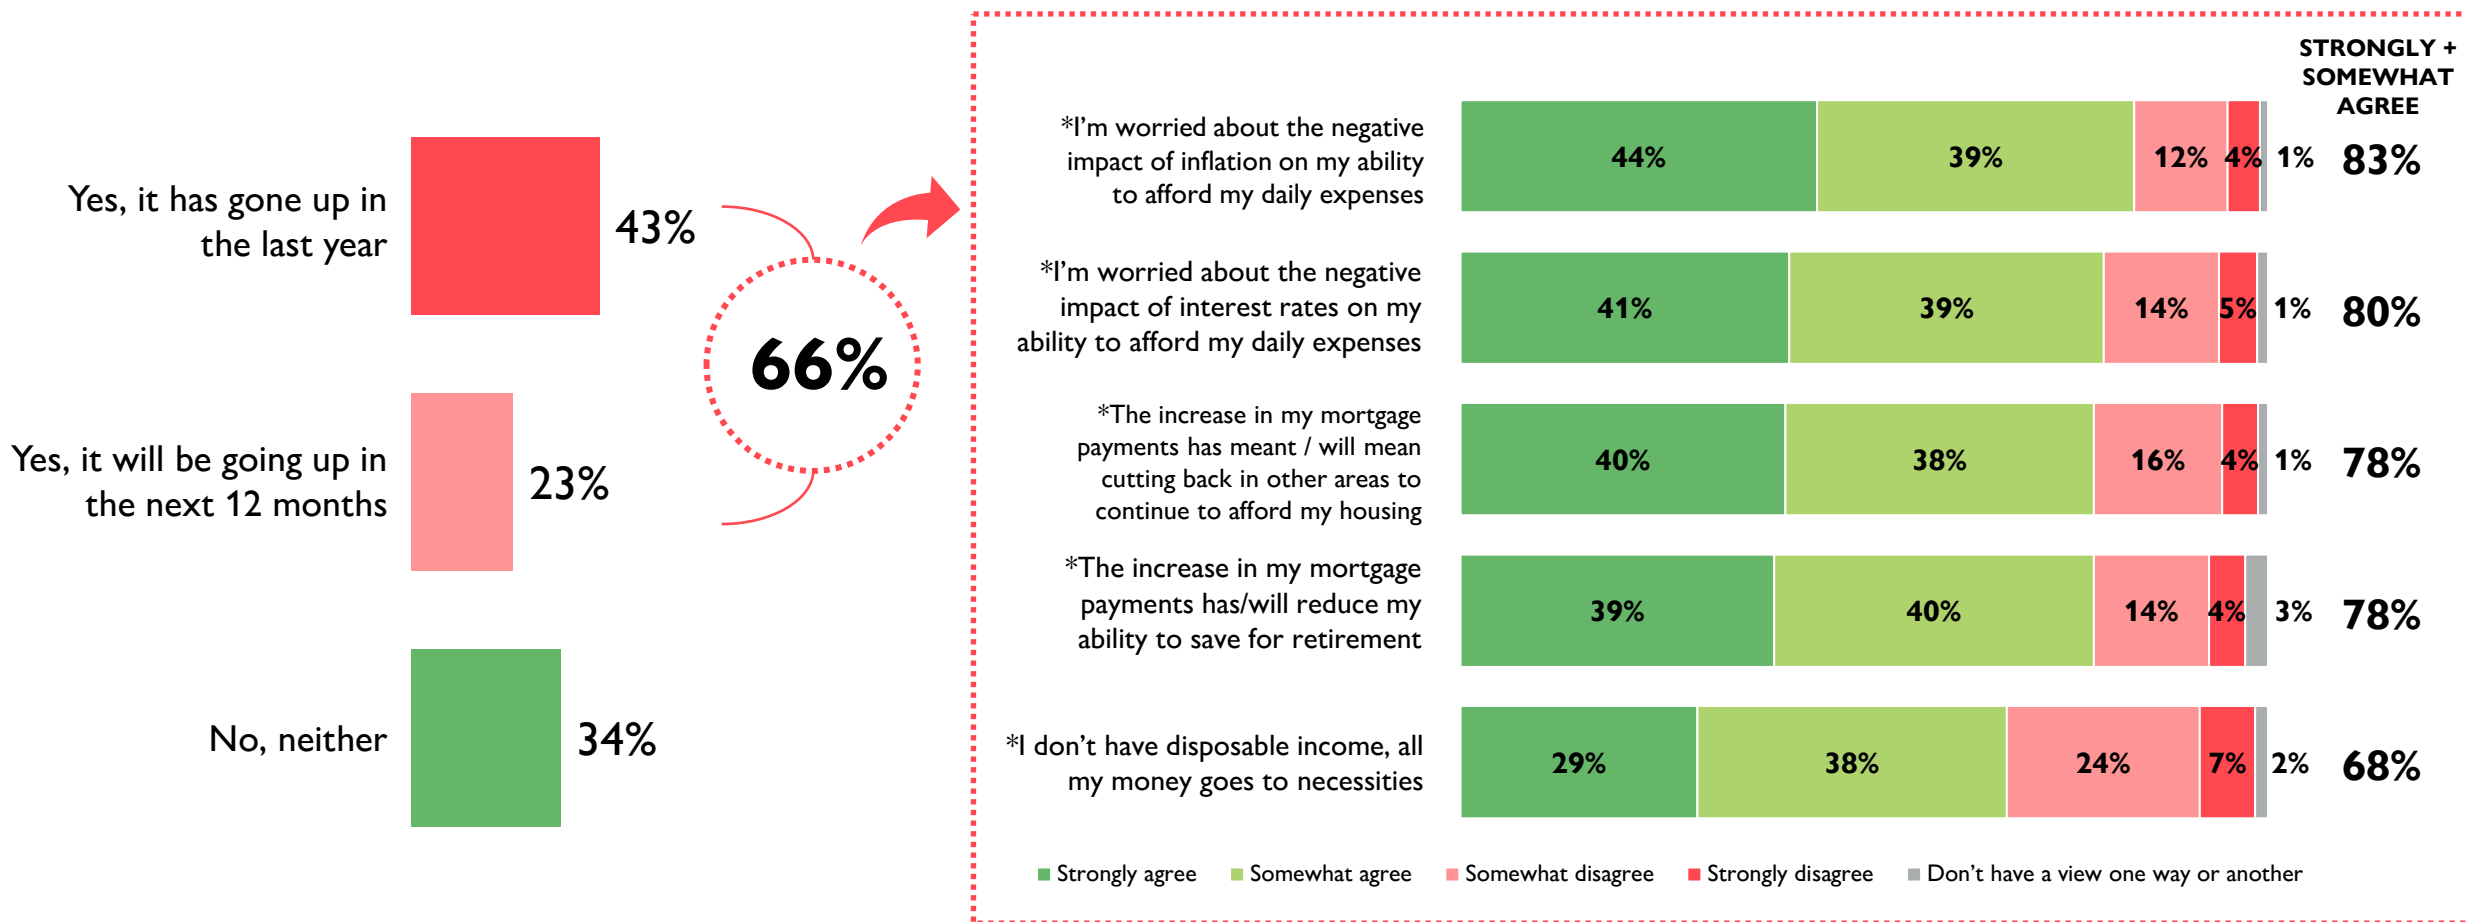 Yes, it has gone up in
the last year
43%
Yes, it will be going up in
the next 12 months
23%
No, neither
34%
66%
STRONGLY +
SOMEWHAT
AGREE
*I'm worried about the negative
impact of inflation on my ability
to afford my daily expenses
44% 39% 12% 4% 1% 83%
*I'm worried about the negative
impact of interest rates on my
ability to afford my daily expenses
41% 39% 14% 5% 1% 80%
*The increase in my mortgage
payments has meant / will mean
cutting back in other areas to
continue to afford my housing
40% 38% 16% 4% 1% 78%
*The increase in my mortgage
payments has/will reduce my
ability to save for retirement
39% 40% 14% 4% 3% 78%
*I don't have disposable income, all
my money goes to necessities
29% 38% 24% 7% 2% 68%
Strongly agree Somewhat agree Somewhat disagree Strongly disagree Don't have a view one way or another